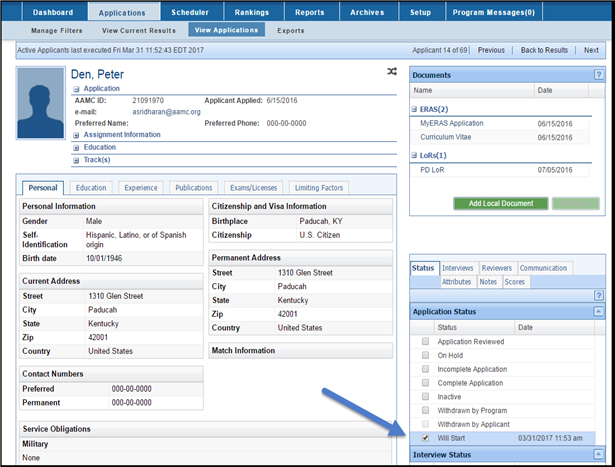 Dashboard Applications Scheduler Rankings Reports Archives Setup Program Messages(0)
Manage Filters View Current Results View Applications Exports
Active Applicants last executed Fri Mar 31 11:52:43 EDT 2017 Applicant 14 of 69 Previous Back to Results Next
Den, Peter
Application
AAMC ID: 21091970 Applicant Applied: 6/15/2016
e-mail: asridharan@aamc.org
Preferred Name: Preferred Phone: 000-00-0000
Assignment Information
Education
Track(s)
Documents ?
Name Date
ERAS(2)
MyERAS Application 06/15/2016
Curriculum Vitae 06/15/2016
LoRs(1)
PD LoR 07/05/2016
Add Local Document
Personal Education Experience Publications Exams/Licenses Limiting Factors
Personal Information
Gender Male
Self-Identification Hispanic, Latino, or of Spanish
origin
Birth date 10/01/1946
Citizenship and Visa Information
Birthplace Paducah, KY
Citizenship U.S. Citizen
Current Address
Street 1310 Glen Street
City Paducah
State Kentucky
Zip 42001
Country United States
Permanent Address
Street 1310 Glen Street
City Paducah
State Kentucky
Zip 42001
Country United States
Match Information
Contact Numbers
Preferred 000-00-0000
Permanent 000-00-0000
Service Obligations
Military
None
Status Interviews Reviewers Communication
Attributes Notes Scores
?
Application Status
Status Date
Application Reviewed
On Hold
Incomplete Application
Complete Application
Inactive
Withdrawn by Program
Withdrawn by Applicant
Will Start 03/31/2017 11:53 am
Interview Status